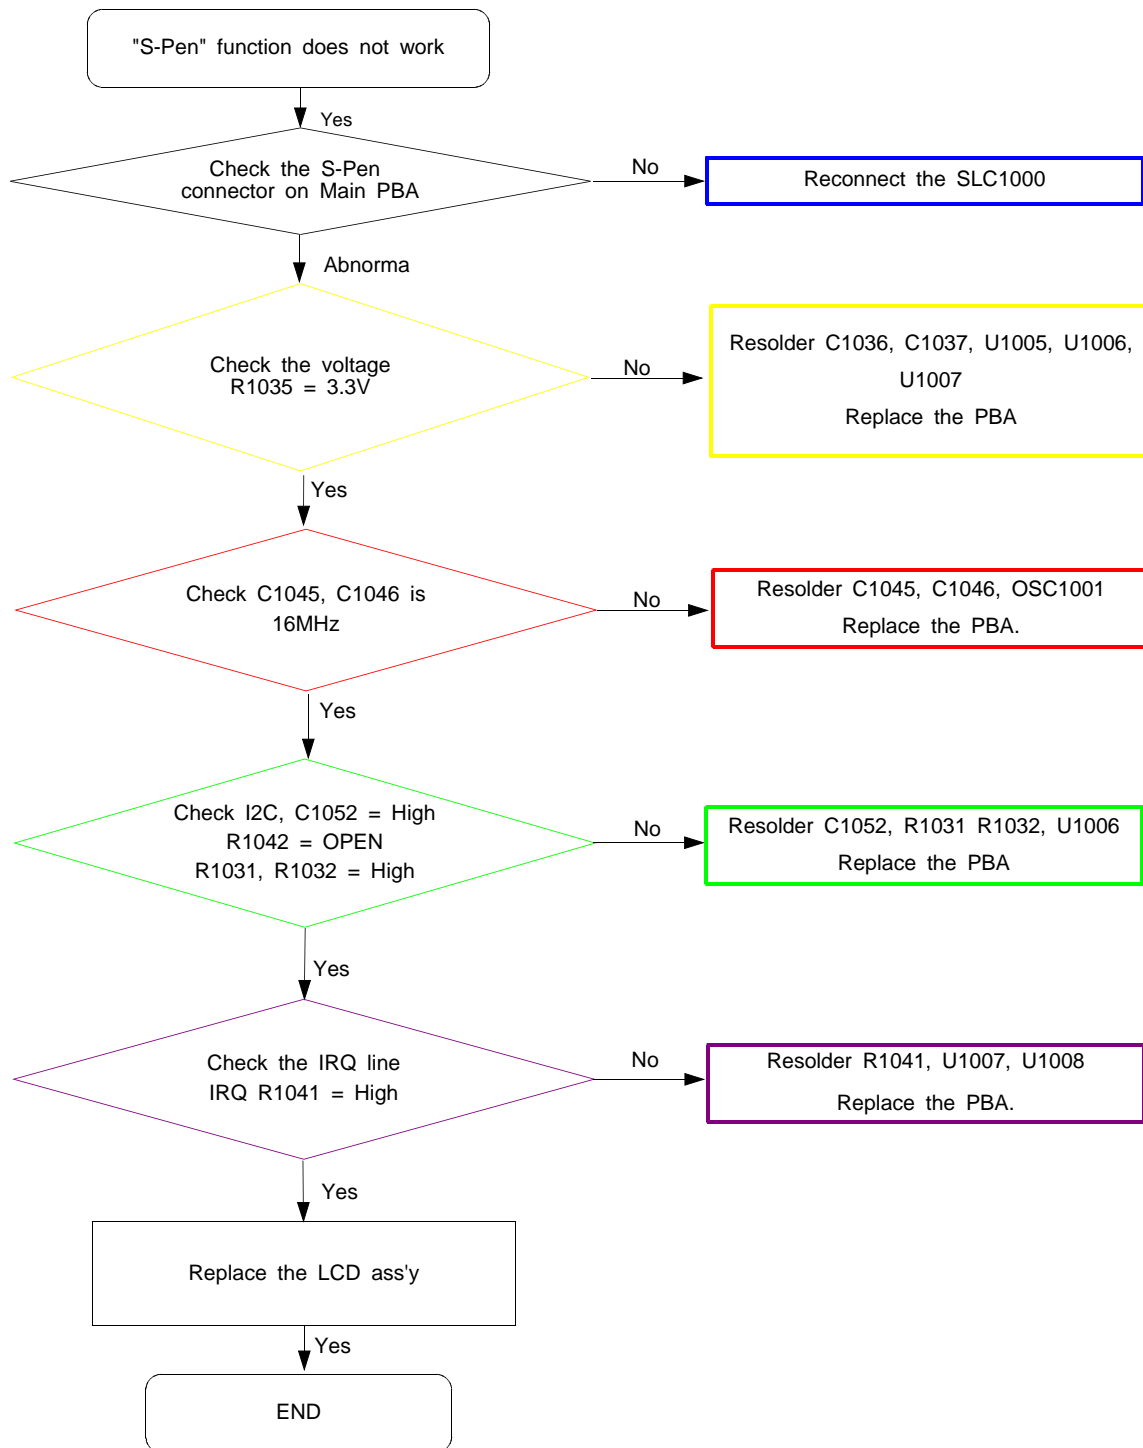 "S-Pen" function does not work
Yes
Check the S-Pen
connector on Main PBA
No
Reconnect the SLC1000
Abnorma
Check the voltage
R1035 = 3.3V
No
Resolder C1036, C1037, U1005, U1006,
U1007
Replace the PBA
Yes
Check C1045, C1046 is
16MHz
No
Resolder C1045, C1046, OSC1001
Replace the PBA.
Yes
Check I2C, C1052 = High
R1042 = OPEN
R1031, R1032 = High
No
Resolder C1052, R1031 R1032, U1006
Replace the PBA
Yes
Check the IRQ line
IRQ R1041 = High
No
Resolder R1041, U1007, U1008
Replace the PBA.
Yes
Replace the LCD ass'y
Yes
END